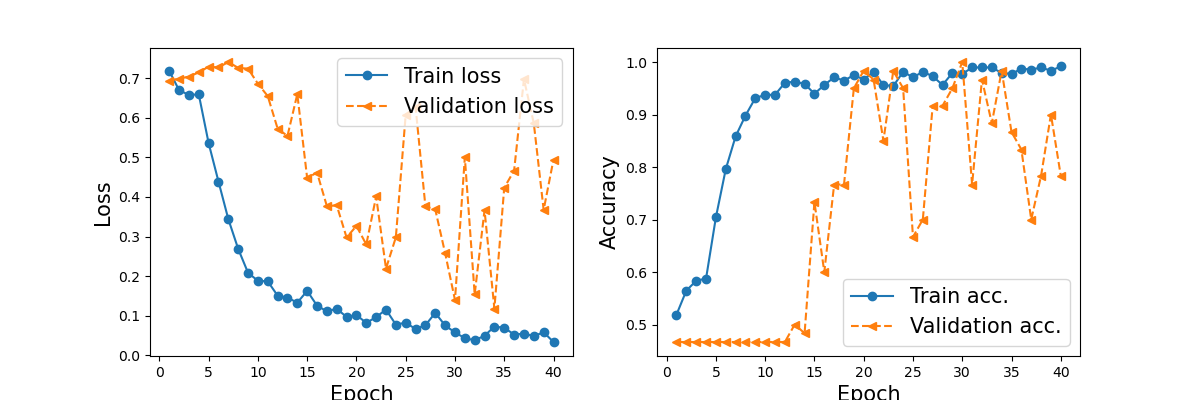 Train loss
Validation loss
Loss
0.7
0.6
0.5
0.4
0.3
0.2
0.1
0.0
0 5 10 15 20 25 30 35 40
Epoch
Accuracy
1.0
0.9
0.8
0.7
0.6
0.5
Train acc.
Validation acc.
0 5 10 15 20 25 30 35 40
Epoch